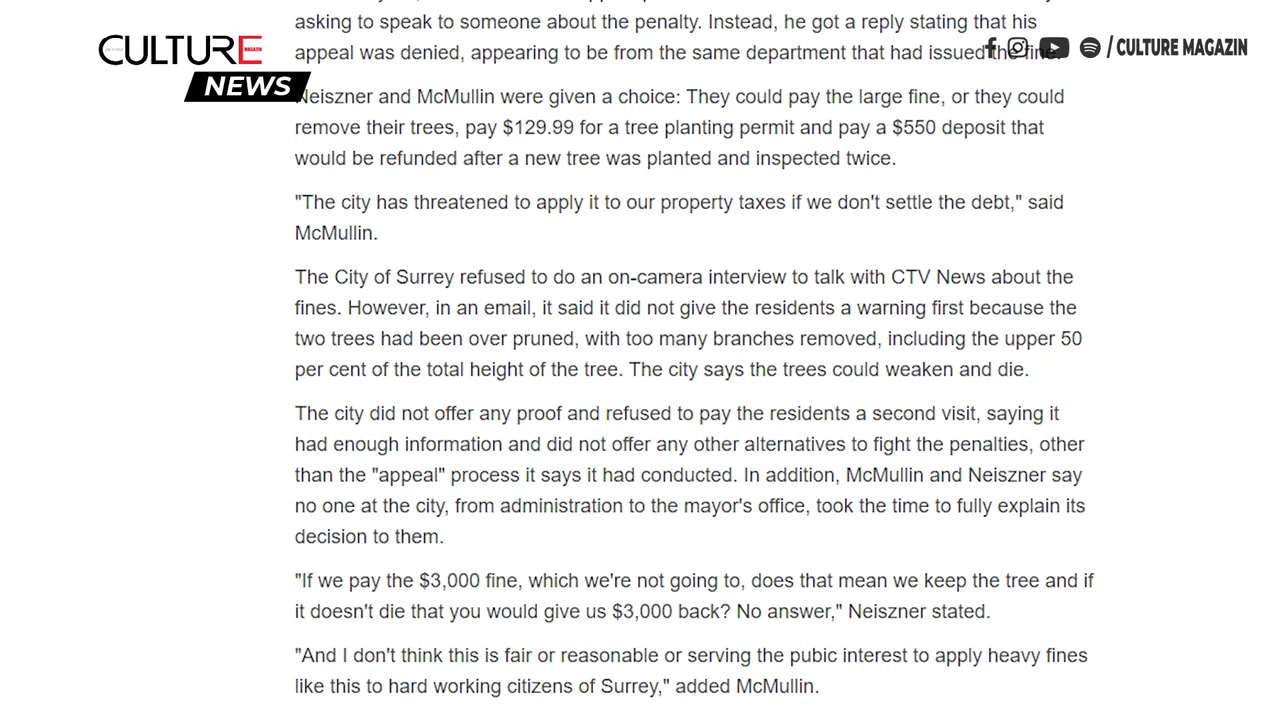 asking to speak to someone about the penalty. Instead, he got a reply stating that his
appeal was denied, appearing to be from the same department that had issued the fine.
CULTURE
MAGAZIN
NEWS
/ CULTURE MAGAZIN
Neiszner and McMullin were given a choice: They could pay the large fine, or they could
remove their trees, pay $129.99 for a tree planting permit and pay a $550 deposit that
would be refunded after a new tree was planted and inspected twice.
"The city has threatened to apply it to our property taxes if we don't settle the debt," said
McMullin.
The City of Surrey refused to do an on-camera interview to talk with CTV News about the
fines. However, in an email, it said it did not give the residents a warning first because the
two trees had been over pruned, with too many branches removed, including the upper 50
per cent of the total height of the tree. The city says the trees could weaken and die.
The city did not offer any proof and refused to pay the residents a second visit, saying it
had enough information and did not offer any other alternatives to fight the penalties, other
than the "appeal" process it says it had conducted. In addition, McMullin and Neiszner say
no one at the city, from administration to the mayor's office, took the time to fully explain its
decision to them.
"If we pay the $3,000 fine, which we're not going to, does that mean we keep the tree and if
it doesn't die that you would give us $3,000 back? No answer," Neiszner stated.
"And I don't think this is fair or reasonable or serving the pubic interest to apply heavy fines
like this to hard working citizens of Surrey," added McMullin.